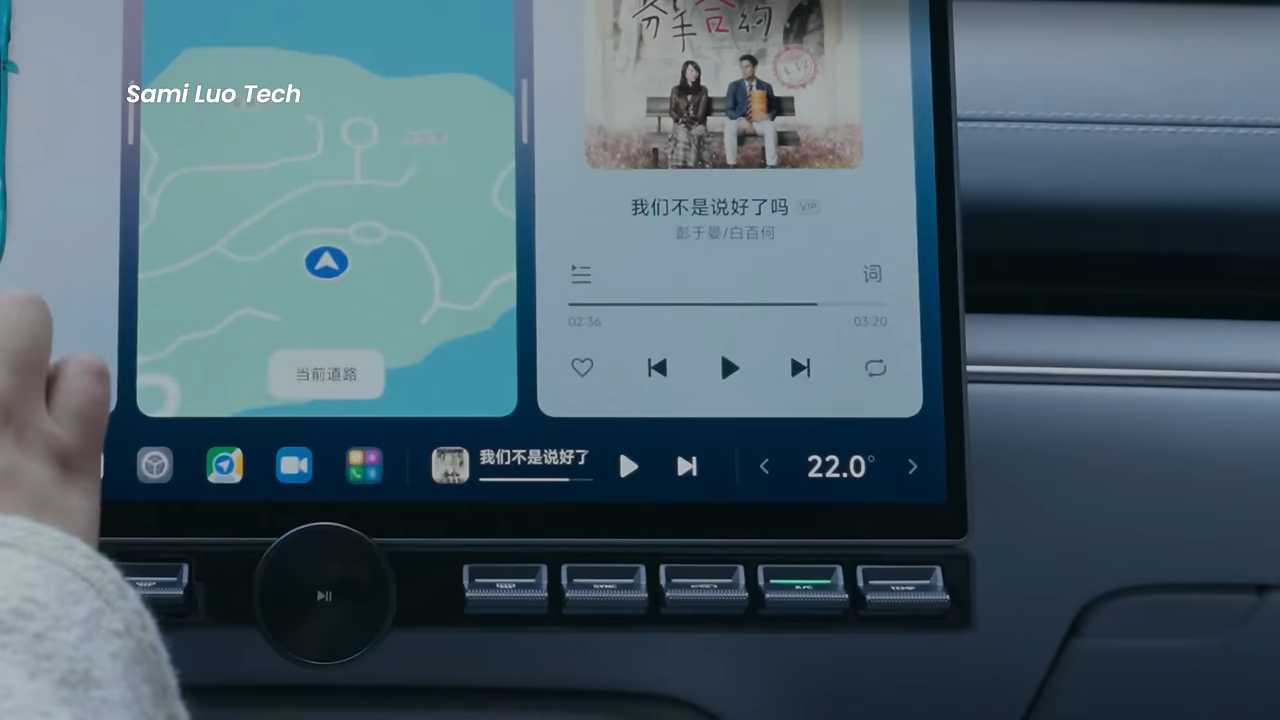 Sami Luo Tech
分手合约
我们不是说好了吗 VIP
彭于晏/白百何
词
02:36
03:20
当前道路
我们不是说好了
22.0°
SYNC
A/C